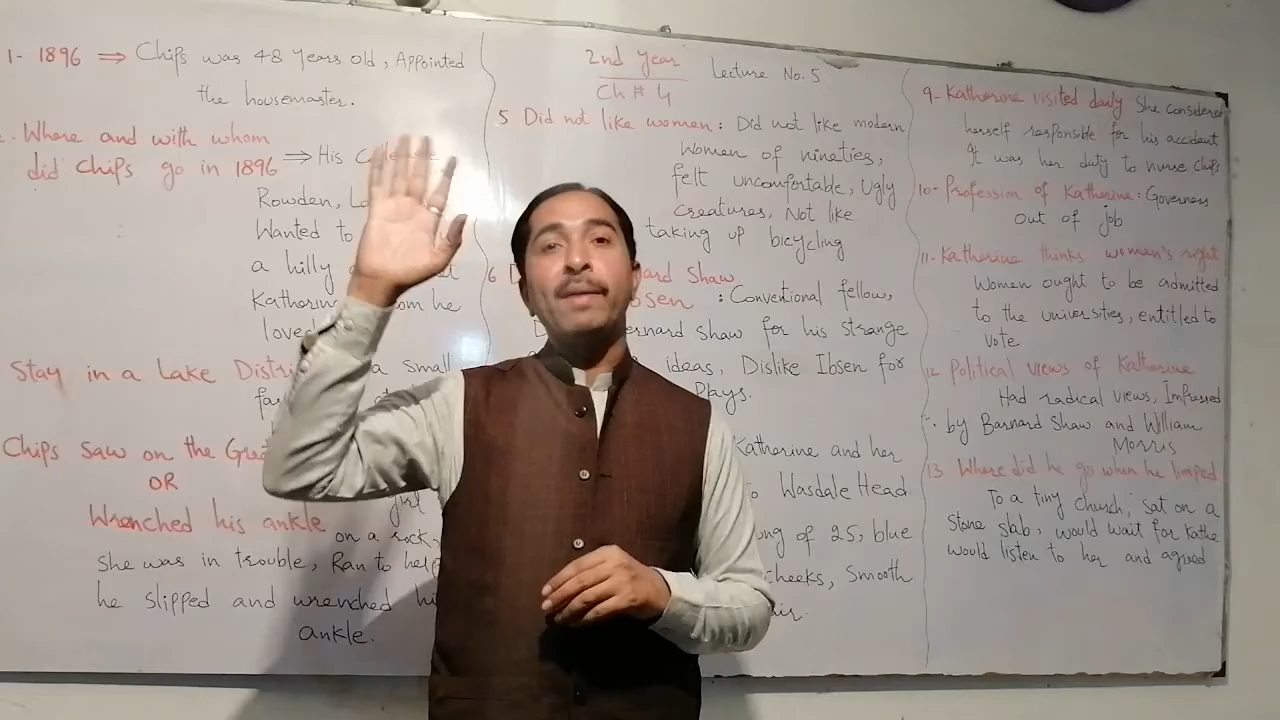 1- 1896 ⇒ Chips was 48 years old, Appointed
the housemaster.
Where and with whom
did Chips go in 1896 ⇒ His
Rowden,
Wanted to
a hilly
Katherine he
loved
Stay in a Lake a small
Chips Saw on the
OR
girl
Wrenched his ankle on a rock,
she was in trouble, Ran to help
he slipped and wrenched
ankle.
2nd Year
Ch # 4
Lecture No. 5
5 Did not like women: Did not like modern
Women of nineties,
felt uncomfortable, Ugly
creatures, Not like
taking up bicycling
6 Shaw
: Conventional fellow,
Shaw for his strange
ideas, Dislike Ibsen for
Plays.
Katherine and her
Wasdale Head
of 25, blue
cheeks, Smooth
9- Katherine visited daily She considered
herself responsible for his accident
It was her duty to nurse Chips
10- Profession of Katherine: Governess
out of job
11- Katherine thinks women's right
Women ought to be admitted
to the universities, entitled to
vote
12 Political views of Katherine
Had radical views, Impressed
by Barnard Shaw and William
Morris
13 Where did he go when he limped
To a tiny church, sat on a
Stone slab, would wait for Kathe
would listen to her and agreed